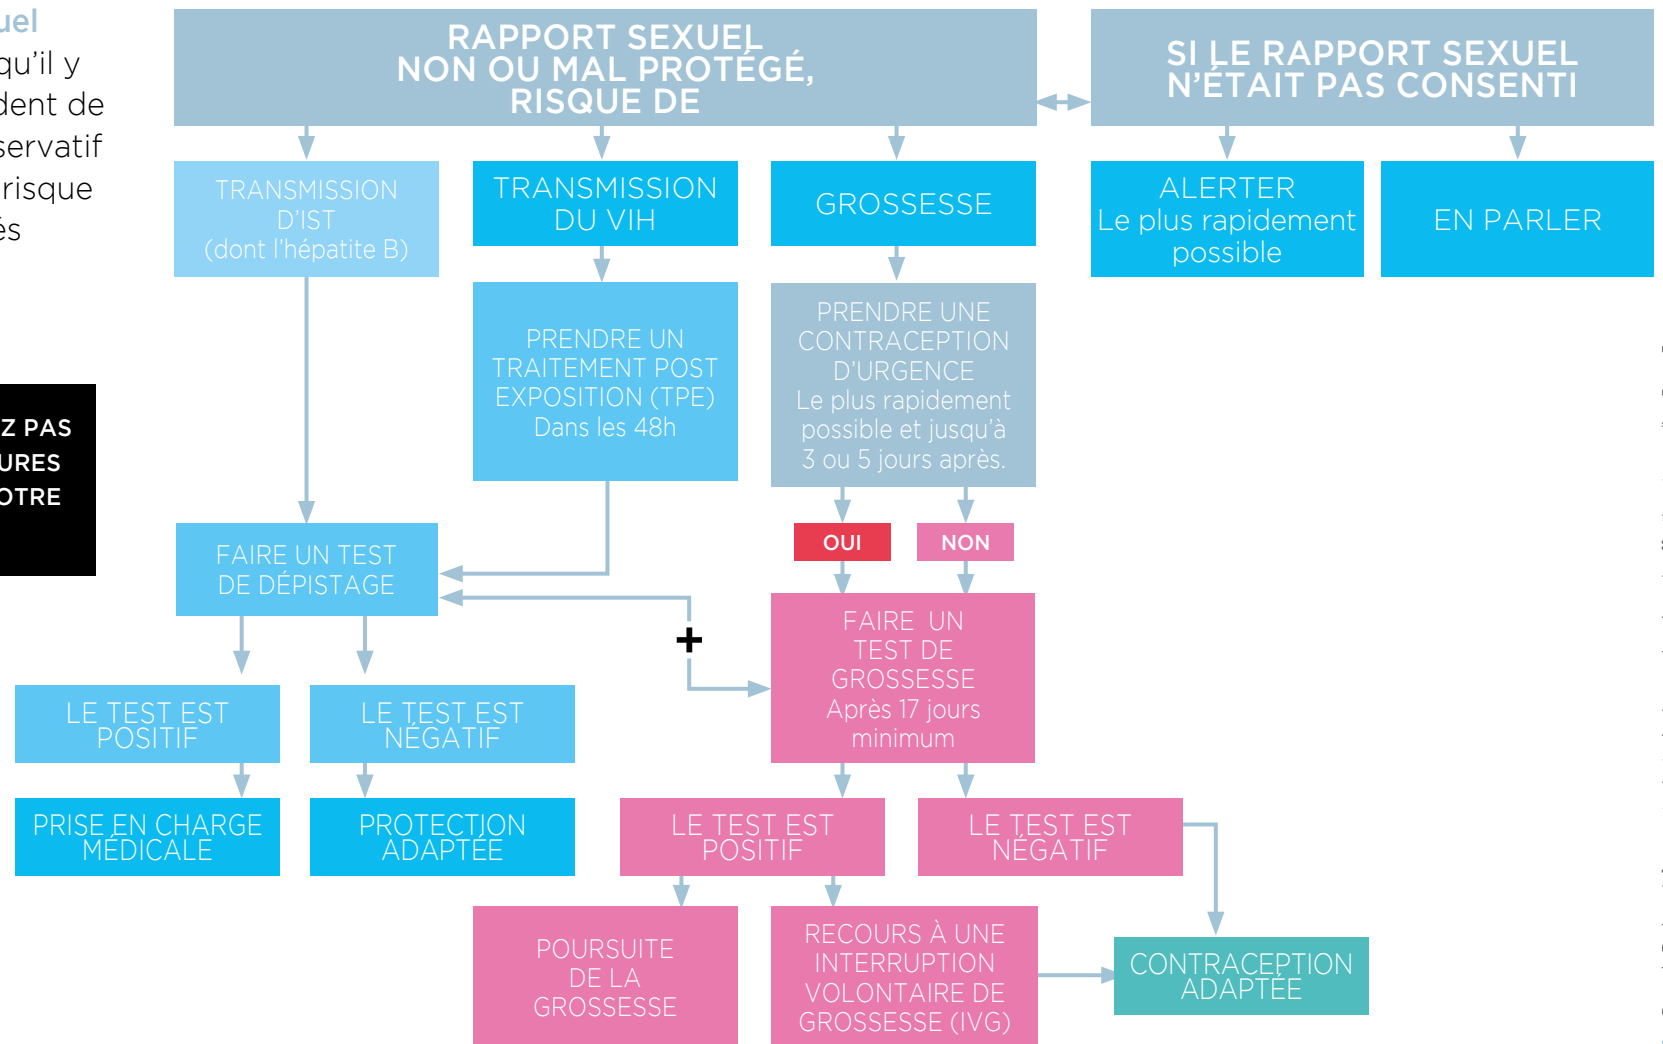 uel
qu'il y
dent de
servatif
risque
és
Z PAS
URES
OTRE
RAPPORT SEXUEL
NON OU MAL PROTÉGÉ,
RISQUE DE
SI LE RAPPORT SEXUEL
N'ÉTAIT PAS CONSENTI
TRANSMISSION
D'IST
(dont l'hépatite B)
TRANSMISSION
DU VIH
GROSSESSE
ALERTER
Le plus rapidement
possible
EN PARLER
PRENDRE UN
TRAITEMENT POST
EXPOSITION (TPE)
Dans les 48h
PRENDRE UNE
CONTRACEPTION
D'URGENCE
Le plus rapidement
possible et jusqu'à
3 ou 5 jours après.
OUI
NON
FAIRE UN TEST
DE DÉPISTAGE
+
FAIRE UN
TEST DE
GROSSESSE
Après 17 jours
minimum
LE TEST EST
POSITIF
LE TEST EST
NÉGATIF
PRISE EN CHARGE
MÉDICALE
PROTECTION
ADAPTÉE
LE TEST EST
POSITIF
LE TEST EST
NÉGATIF
POURSUITE
DE LA
GROSSESSE
RECOURS À UNE
INTERRUPTION
VOLONTAIRE DE
GROSSESSE (IVG)
CONTRACEPTION
ADAPTÉE